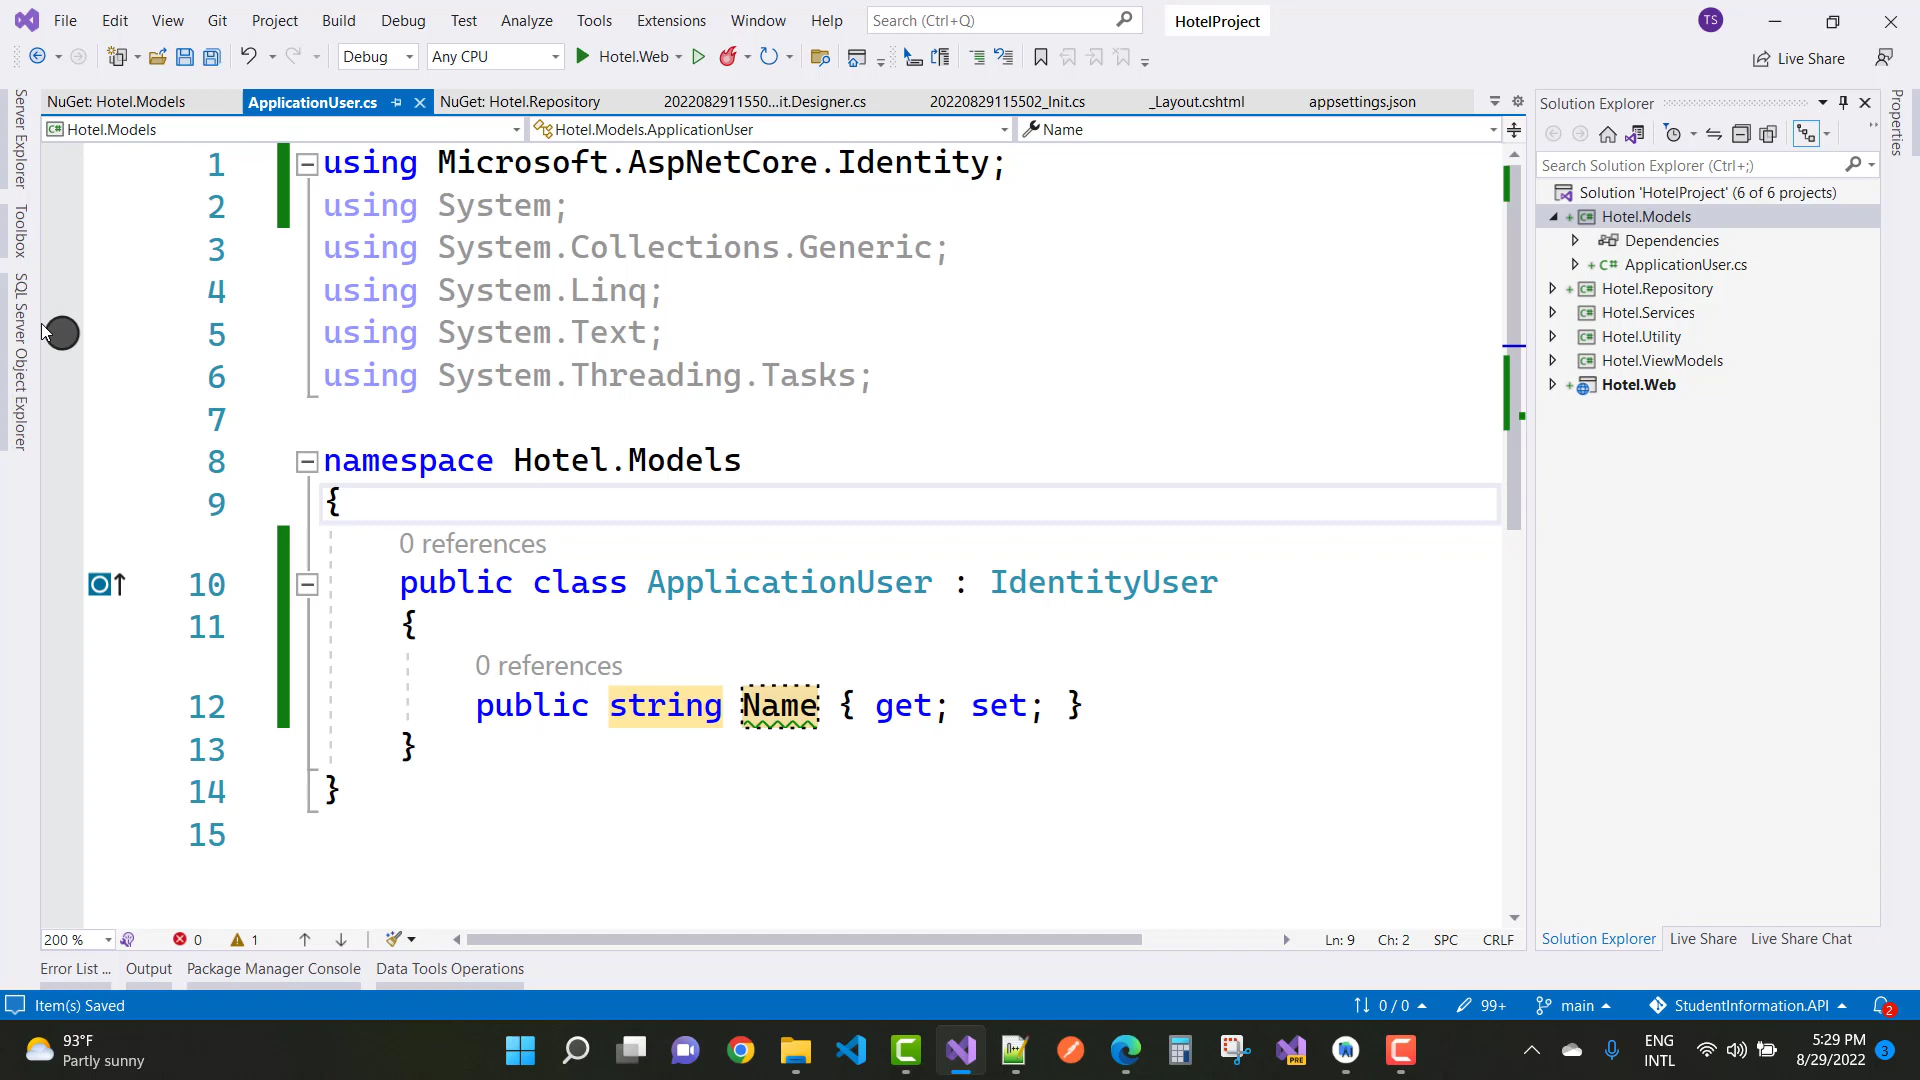 File Edit View Git Project Build Debug Test Analyze Tools Extensions Window Help Search (Ctrl+Q) HotelProject TS
Debug Any CPU Hotel.Web Live Share
NuGet: Hotel.Models ApplicationUser.cs NuGet: Hotel.Repository 2022082911550...it.Designer.cs 20220829115502_Init.cs _Layout.cshtml appsettings.json
Hotel.Models Hotel.Models.ApplicationUser Name
Server Explorer
Toolbox
SQL Server Object Explorer
1 using Microsoft.AspNetCore.Identity;
2 using System;
3 using System.Collections.Generic;
4 using System.Linq;
5 using System.Text;
6 using System.Threading.Tasks;
7
8 namespace Hotel.Models
9 {
0 references
10 public class ApplicationUser : IdentityUser
11 {
0 references
12 public string Name { get; set; }
13 }
14 }
15
200 % 0 1 Ln: 9 Ch: 2 SPC CRLF
Error List ... Output Package Manager Console Data Tools Operations
Solution Explorer
Search Solution Explorer (Ctrl+;)
Solution 'HotelProject' (6 of 6 projects)
Hotel.Models
Dependencies
C# ApplicationUser.cs
Hotel.Repository
Hotel.Services
Hotel.Utility
Hotel.ViewModels
Hotel.Web
Solution Explorer Live Share Live Share Chat
Properties
Item(s) Saved 0 / 0 99+ main StudentInformation.API 2
93°F
Partly sunny
PRE
ENG
INTL
5:29 PM
8/29/2022
3